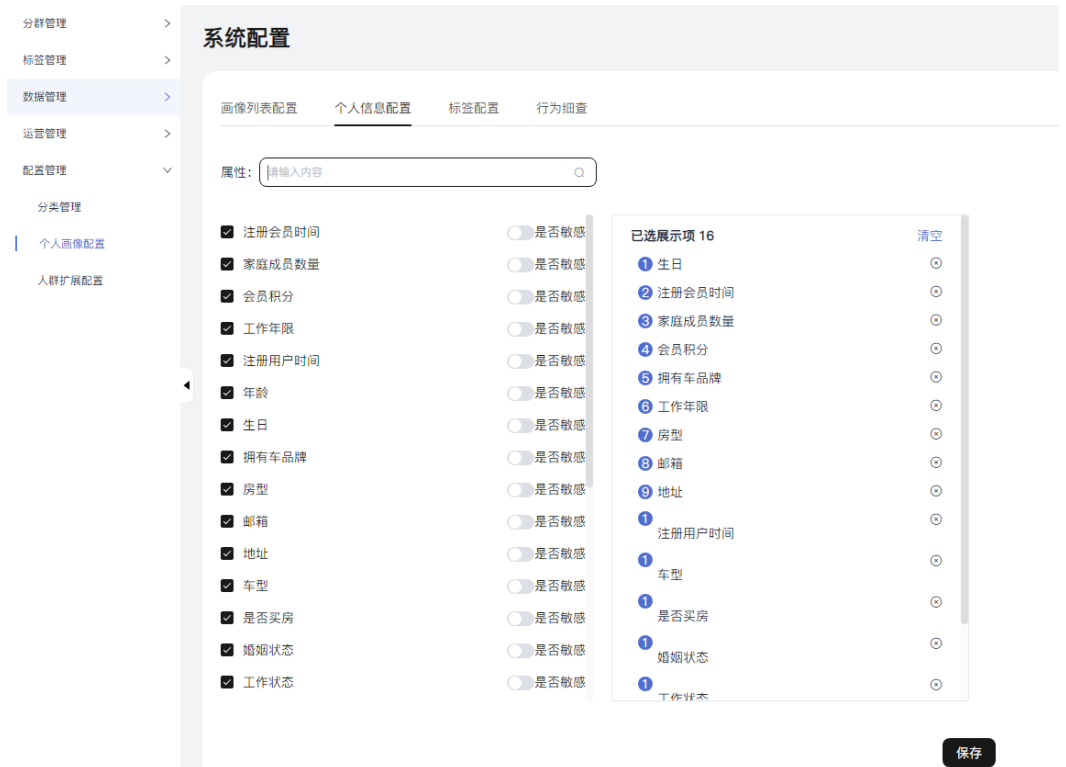 分群管理
标签管理
数据管理
运营管理
配置管理
分类管理
个人画像配置
人群扩展配置
系统配置
画像列表配置 个人信息配置 标签配置 行为细查
属性: 请输入内容
注册会员时间 是否敏感
家庭成员数量 是否敏感
会员积分 是否敏感
工作年限 是否敏感
注册用户时间 是否敏感
年龄 是否敏感
生日 是否敏感
拥有车品牌 是否敏感
房型 是否敏感
邮箱 是否敏感
地址 是否敏感
车型 是否敏感
是否买房 是否敏感
婚姻状态 是否敏感
工作状态 是否敏感
已选展示项 16 清空
1 生日
2 注册会员时间
3 家庭成员数量
4 会员积分
5 拥有车品牌
6 工作年限
7 房型
8 邮箱
9 地址
1
注册用户时间
1
车型
1
是否买房
1
婚姻状态
1
工作状态
保存